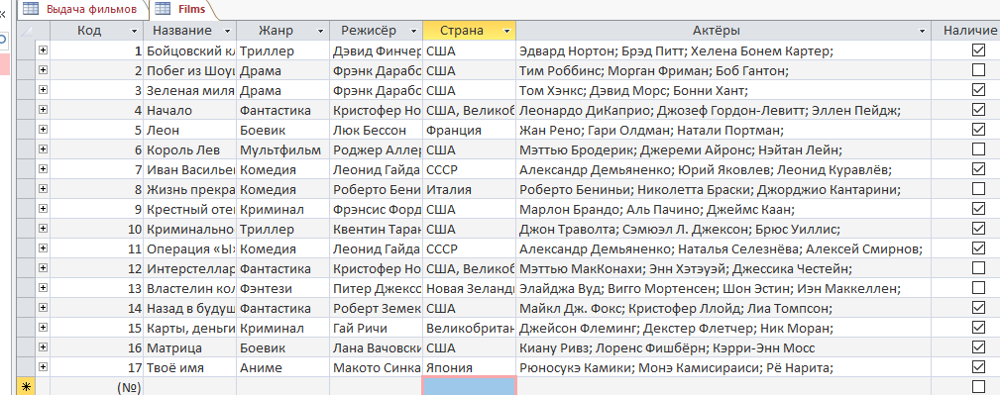 Выдача фильмов Films
Код Название Жанр Режисёр Страна Актёры Наличие
1 Бойцовский кл Триллер Дэвид Финчер США Эдвард Нортон; Брэд Питт; Хелена Бонем Картер;
2 Побег из Шоуш Драма Фрэнк Дарабо США Тим Роббинс; Морган Фриман; Боб Гантон;
3 Зеленая миля Драма Фрэнк Дарабо США Том Хэнкс; Дэвид Морс; Бонни Хант;
4 Начало Фантастика Кристофер Но США, Великоб Леонардо ДиКаприо; Джозеф Гордон-Левитт; Эллен Пейдж;
5 Леон Боевик Люк Бессон Франция Жан Рено; Гари Олдман; Натали Портман;
6 Король Лев Мультфильм Роджер Аллер США Мэттью Бродерик; Джереми Айронс; Нэйтан Лейн;
7 Иван Васильев Комедия Леонид Гайда СССР Александр Демьяненко; Юрий Яковлев; Леонид Куравлёв;
8 Жизнь прекра Комедия Роберто Бени Италия Роберто Бениньи; Николетта Браски; Джорджио Кантарини;
9 Крестный отец Криминал Фрэнсис Форд США Марлон Брандо; Аль Пачино; Джеймс Каан;
10 Криминально Триллер Квентин Таран США Джон Траволта; Сэмюэл Л. Джексон; Брюс Уиллис;
11 Операция «Ы» Комедия Леонид Гайда СССР Александр Демьяненко; Наталья Селезнёва; Алексей Смирнов;
12 Интерстеллар Фантастика Кристофер Но США, Великоб Мэттью МакКонахи; Энн Хэтэуэй; Джессика Честейн;
13 Властелин кол Фэнтези Питер Джексо Новая Зеланд Элайджа Вуд; Вигго Мортенсен; Шон Эстин; Иэн Маккеллен;
14 Назад в будущ Фантастика Роберт Земек США Майкл Дж. Фокс; Кристофер Ллойд; Лиа Томпсон;
15 Карты, деньги Криминал Гай Ричи Великобритан Джейсон Флеминг; Декстер Флетчер; Ник Моран;
16 Матрица Боевик Лана Вачовски США Киану Ривз; Лоренс Фишбёрн; Кэрри-Энн Мосс
17 Твоё имя Аниме Макото Синка Япония Рюносукэ Камики; Монэ Камисираиси; Рё Нарита;
(№)